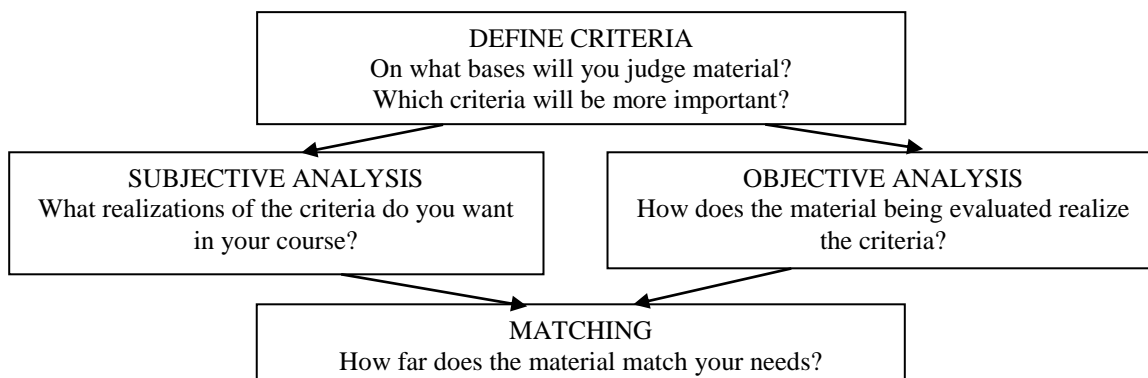 DEFINE CRITERIA
On what bases will you judge material?
Which criteria will be more important?
SUBJECTIVE ANALYSIS
What realizations of the criteria do you want
in your course?
OBJECTIVE ANALYSIS
How does the material being evaluated realize
the criteria?
MATCHING
How far does the material match your needs?